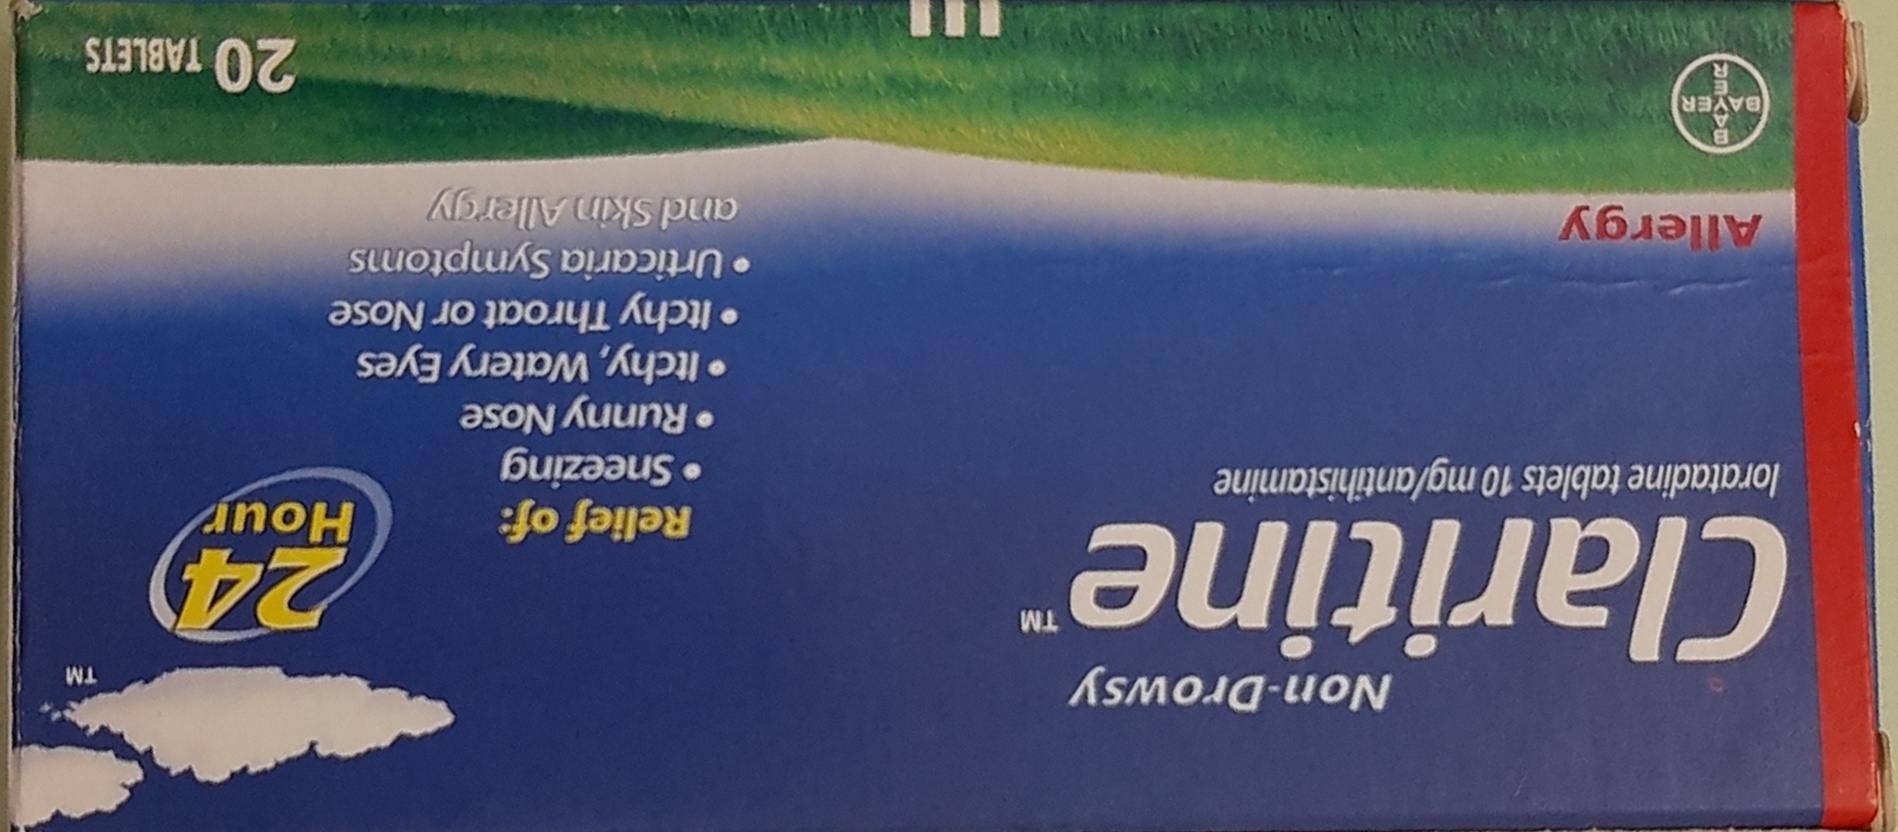 Non-Drowsy
Claritine™
loratadine tablets 10 mg/antihistamine
Allergy
BAYER
BAYER
™
24
Hour
Relief of:
• Sneezing
• Runny Nose
• Itchy, Watery Eyes
• Itchy Throat or Nose
• Urticaria Symptoms
and Skin Allergy
20 TABLETS